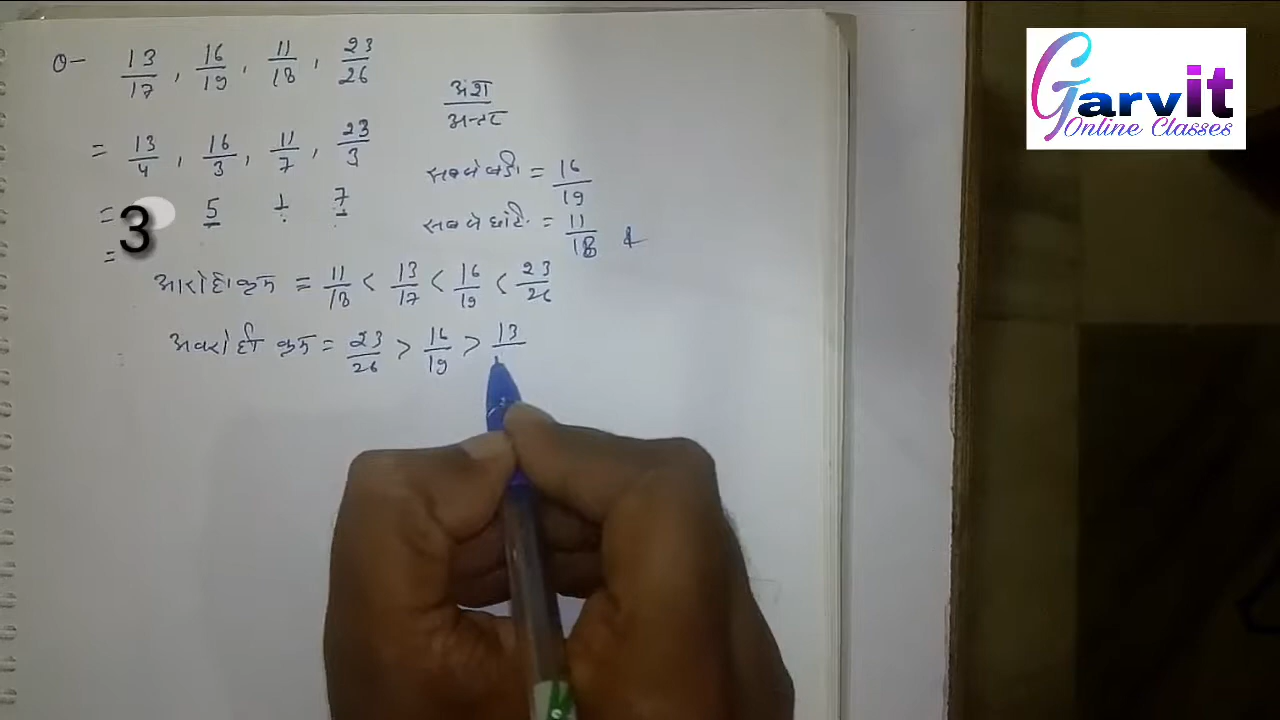 Garvit
Online Classes
Q- 13/17, 16/19, 11/18, 23/26
अंश/अन्तर
= 13/4, 16/3, 11/7, 23/3
सबसे बड़ी = 16/19
= 3 5 1 7
सबसे छोटी = 11/18
=
आरोही क्रम = 11/18 < 13/17 < 16/19 < 23/26
अवरोही क्रम = 23/26 > 16/19 > 13